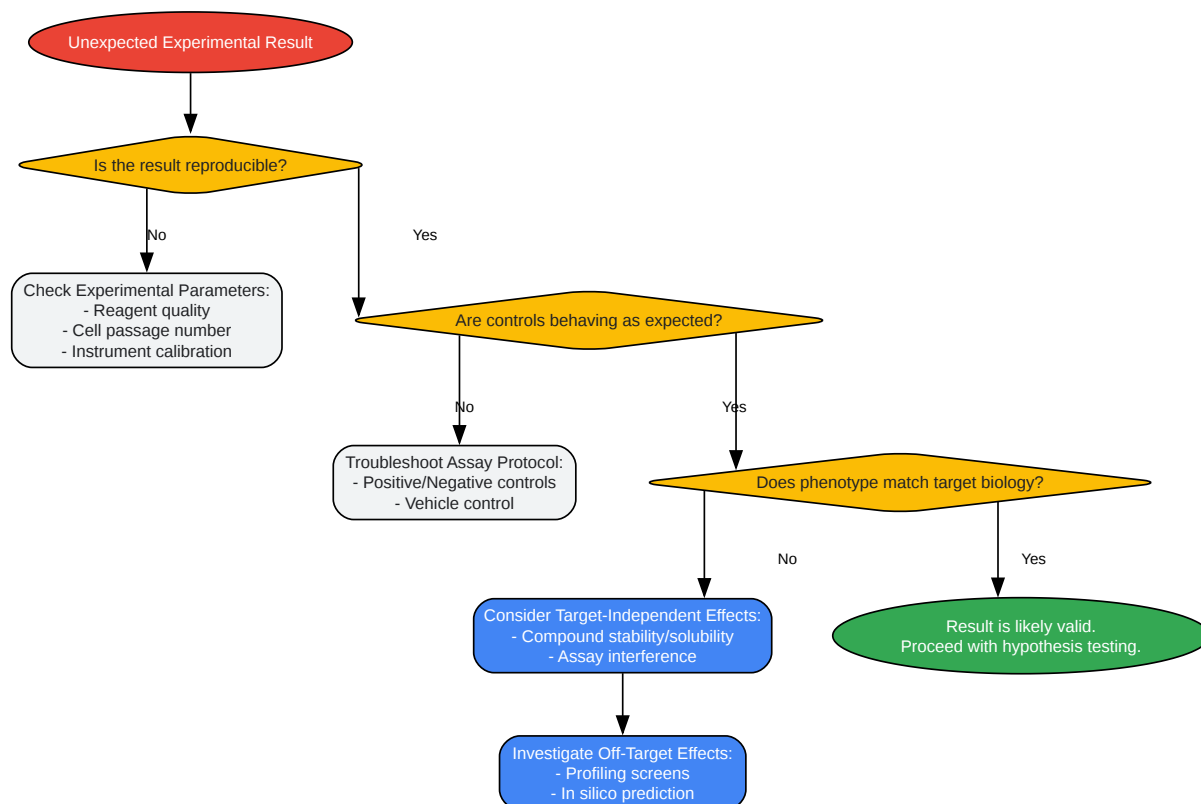 Unexpected Experimental Result
Is the result reproducible?
No
Yes
Check Experimental Parameters:
- Reagent quality
- Cell passage number
- Instrument calibration
Are controls behaving as expected?
No
Yes
Troubleshoot Assay Protocol:
- Positive/Negative controls
- Vehicle control
Does phenotype match target biology?
No
Yes
Consider Target-Independent Effects:
- Compound stability/solubility
- Assay interference
Result is likely valid.
Proceed with hypothesis testing.
Investigate Off-Target Effects:
- Profiling screens
- In silico prediction